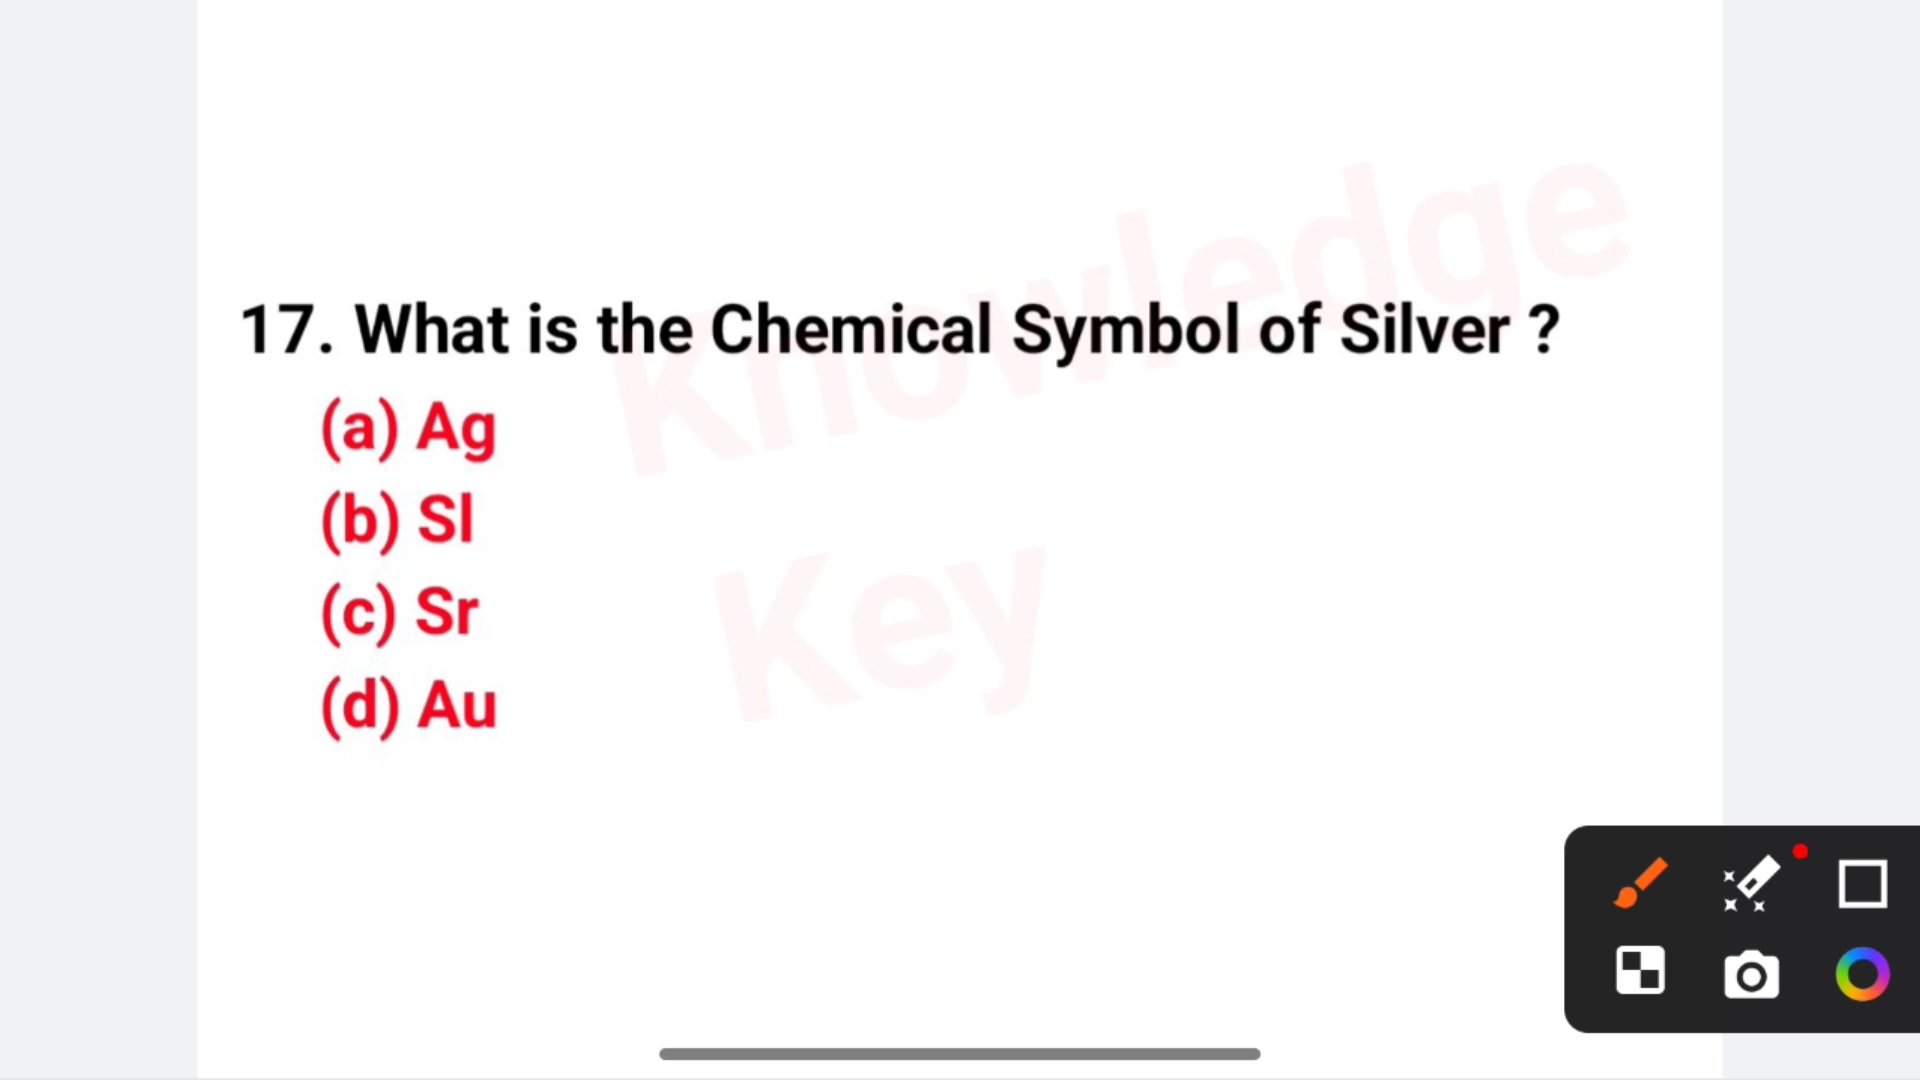 Knowledge
17. What is the Chemical Symbol of Silver ?
(a) Ag
(b) Sl
(c) Sr
(d) Au
Key